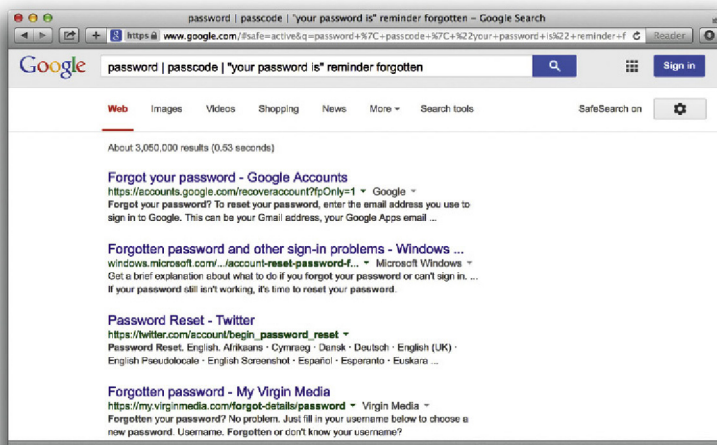 password | passcode | "your password is" reminder forgotten – Google Search
https www.google.com/#safe=active&q=password+%7C+passcode+%7C+%22your+password+is%22+reminder+f Reader
Google password | passcode | "your password is" reminder forgotten Sign in
Web Images Videos Shopping News More Search tools SafeSearch on
About 3,050,000 results (0.53 seconds)
Forgot your password - Google Accounts
https://accounts.google.com/recoveraccount?fpOnly=1 Google
Forgot your password? To reset your password, enter the email address you use to
sign in to Google. This can be your Gmail address, your Google Apps email ...
Forgotten password and other sign-in problems - Windows ...
windows.microsoft.com/.../account-reset-password-f... Microsoft Windows
Get a brief explanation about what to do if you forgot your password or can't sign in. ...
If your password still isn't working, it's time to reset your password.
Password Reset - Twitter
https://twitter.com/account/begin_password_reset
Password Reset. English. Afrikaans · Cymraeg · Dansk · Deutsch · English (UK) ·
English Pseudolocale · English Screenshot · Español · Esperanto · Euskara ...
Forgotten password - My Virgin Media
https://my.virginmedia.com/forgot-details/password Virgin Media
Forgotten your password? No problem. Just fill in your username below to choose a
new password. Username. Forgotten or don't know your username?